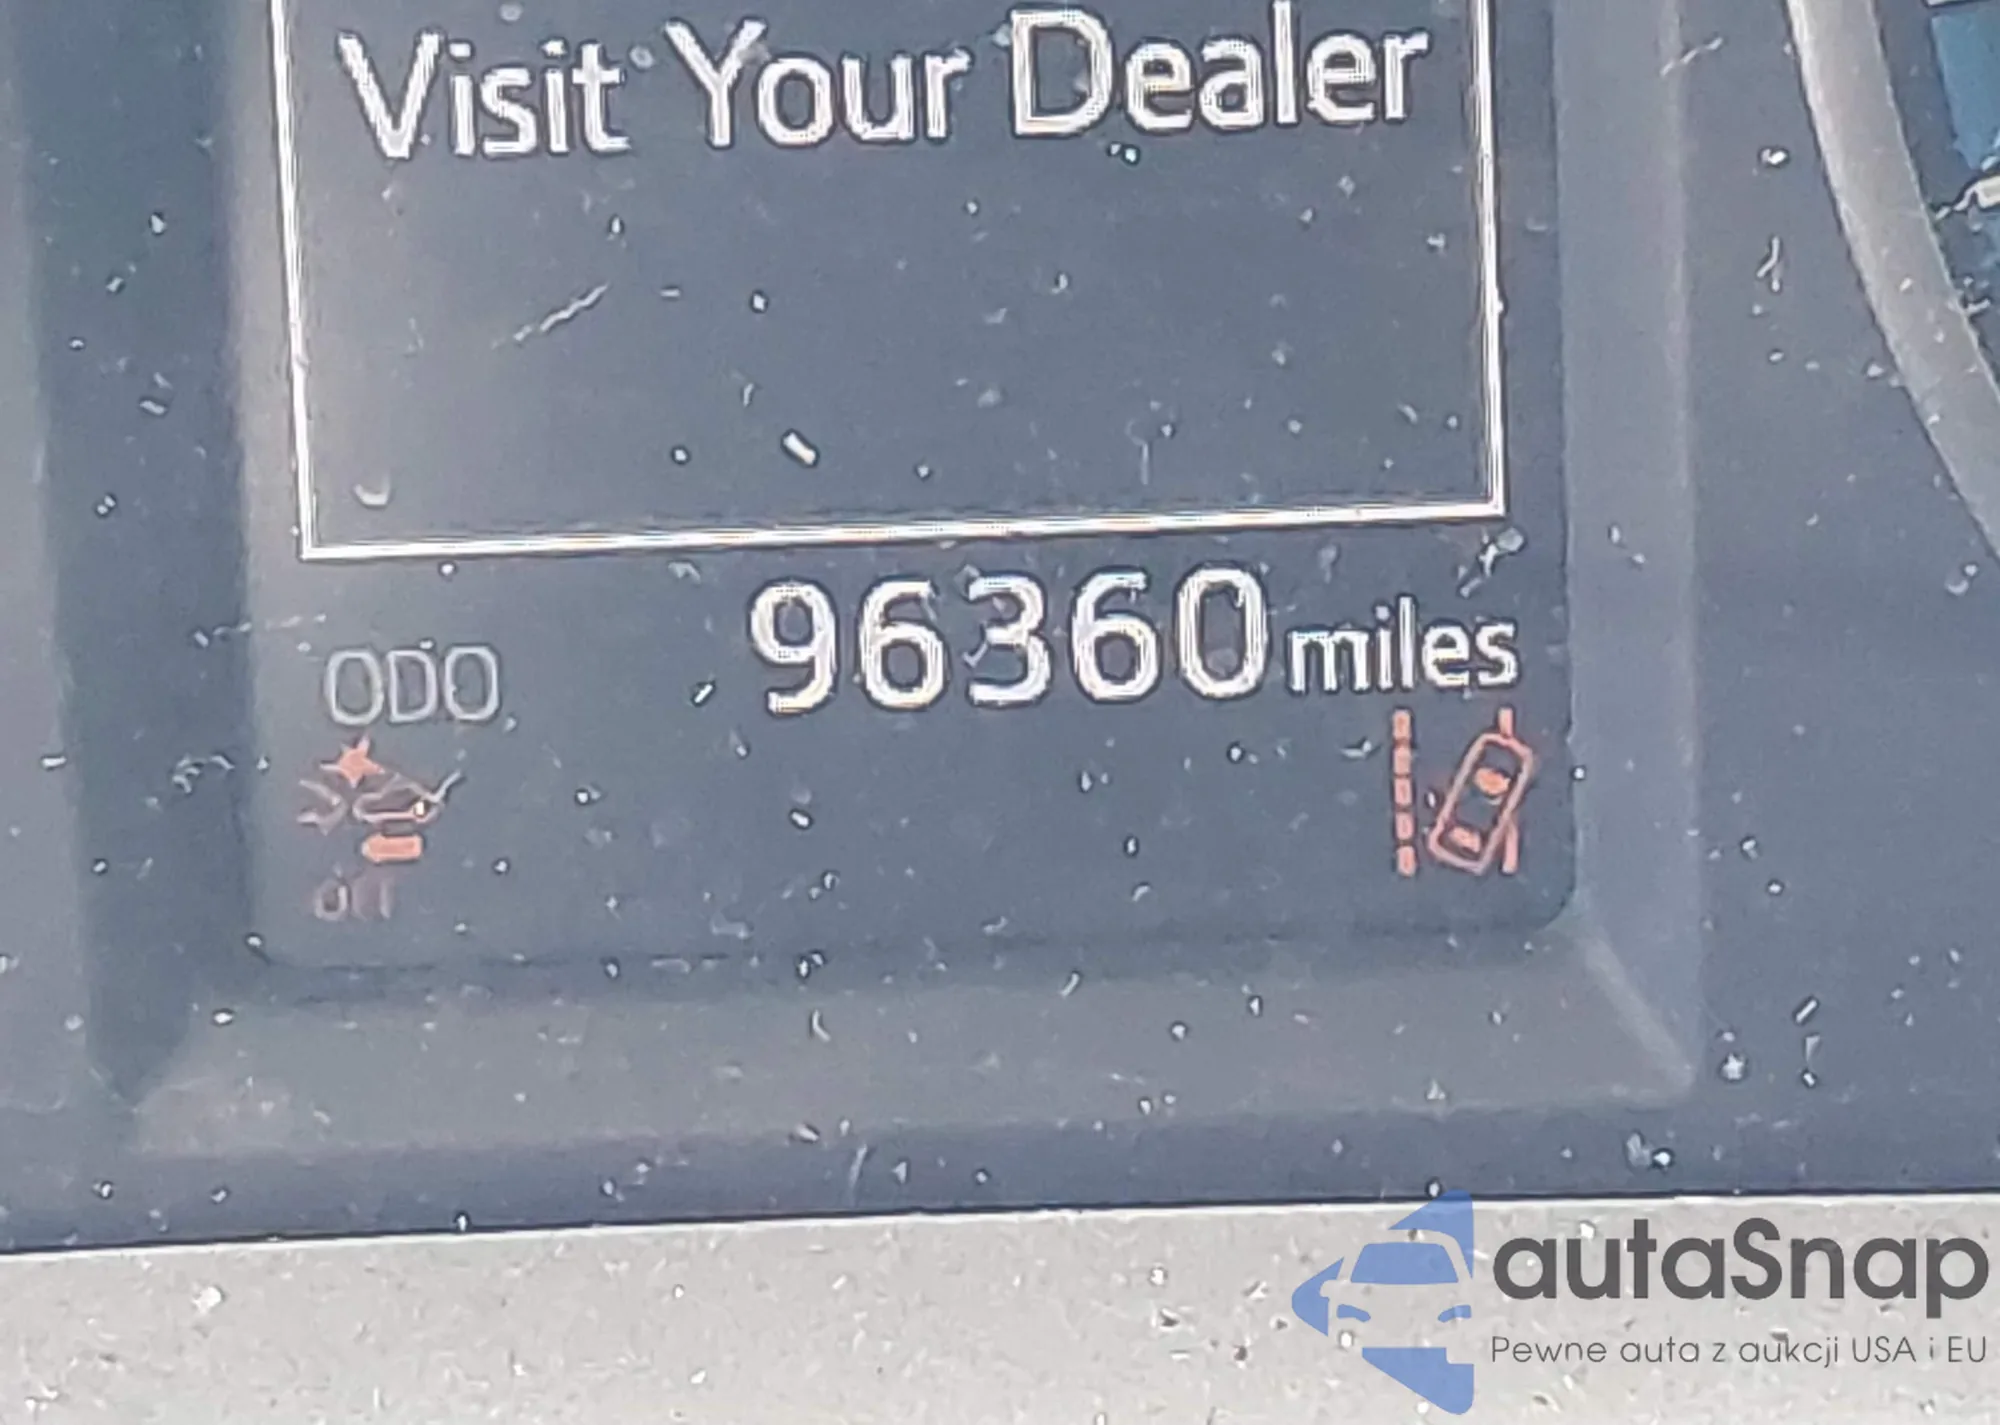 Visit Your Dealer
96360 miles
ODO
OFF
autaSnap
Pewne auta z aukcji USA i EU